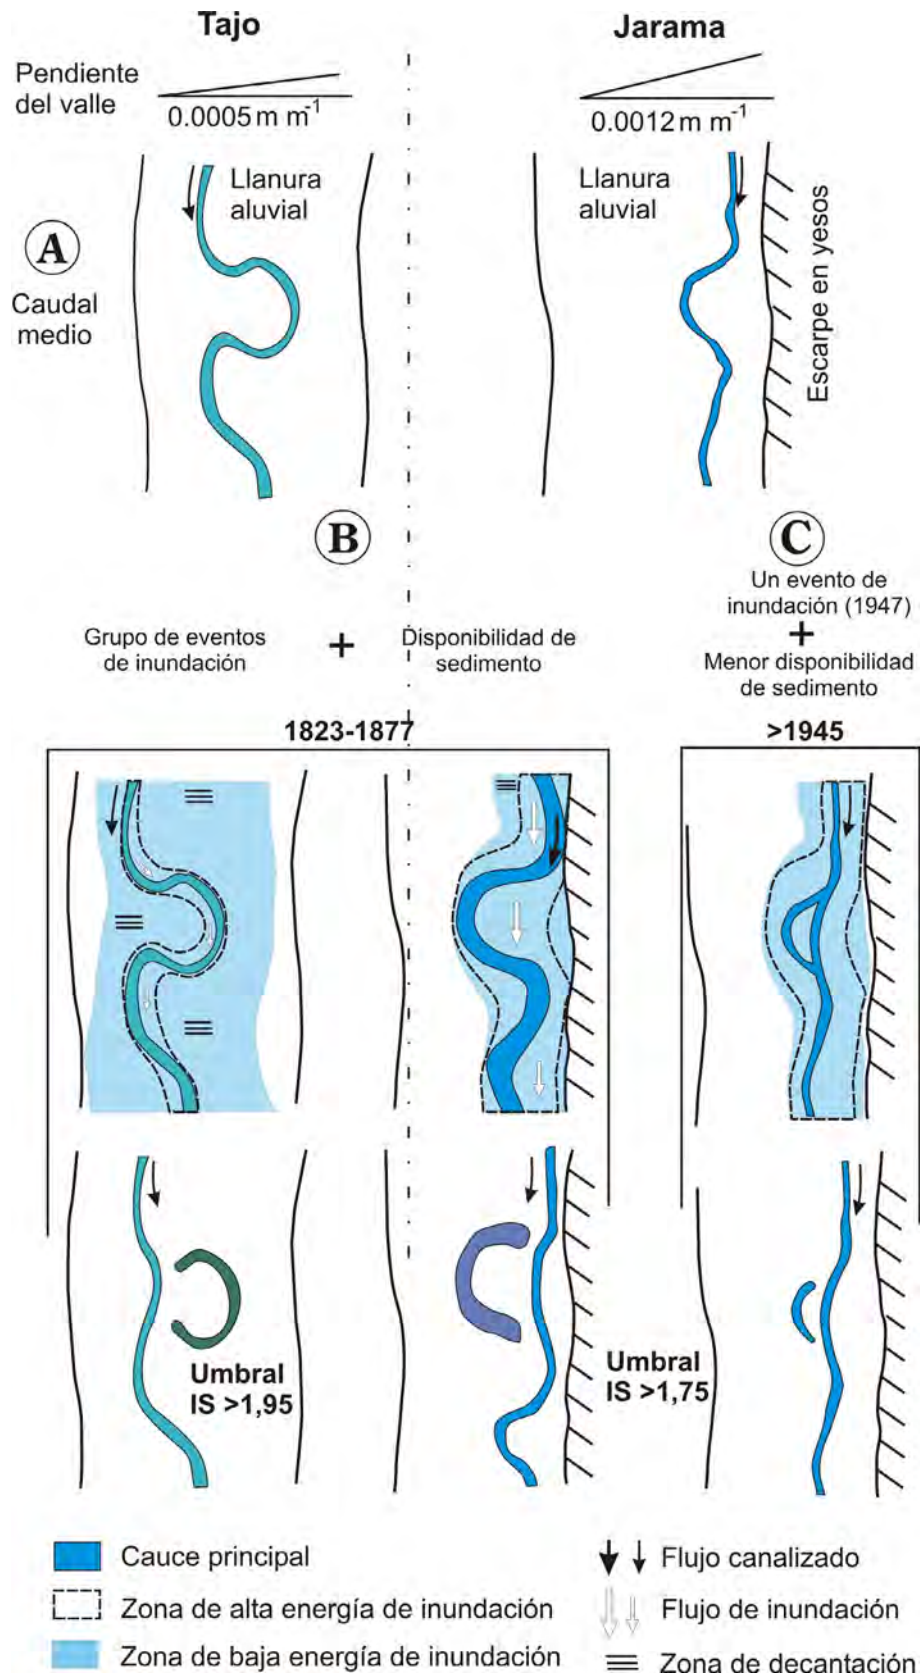 Tajo
Jarama
Pendiente
del valle
0.0005 m m⁻¹
0.0012 m m⁻¹
Llanura
aluvial
Llanura
aluvial
Escarpe en yesos
A
Caudal
medio
B
C
Grupo de eventos
de inundación
+
Disponibilidad de
sedimento
Un evento de
inundación (1947)
+
Menor disponibilidad
de sedimento
1823-1877
>1945
Umbral
IS >1,95
Umbral
IS >1,75
Cauce principal
Zona de alta energía de inundación
Zona de baja energía de inundación
Flujo canalizado
Flujo de inundación
Zona de decantación